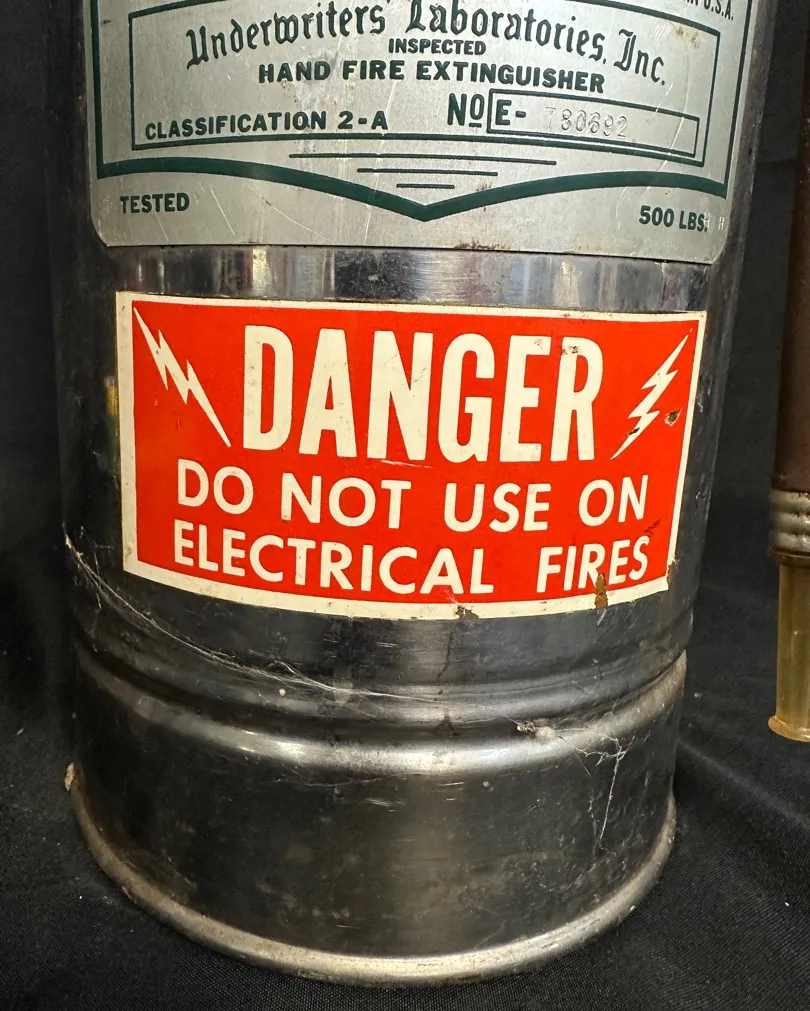 U.S.A.
Underwriters' Laboratories, Inc.
INSPECTED
HAND FIRE EXTINGUISHER
CLASSIFICATION 2-A No E- 780692
TESTED 500 LBS.
DANGER
DO NOT USE ON
ELECTRICAL FIRES